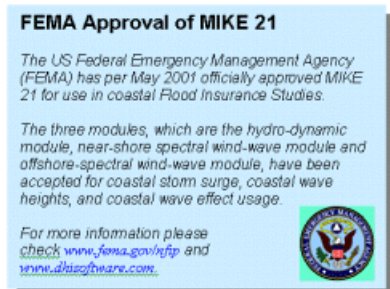 FEMA Approval of MIKE 21
The US Federal Emergency Management Agency
(FEMA) has per May 2001 officially approved MIKE
21 for use in coastal Flood Insurance Studies.
The three modules, which are the hydro-dynamic
module, near-shore spectral wind-wave module and
offshore-spectral wind-wave module, have been
accepted for coastal storm surge, coastal wave
heights, and coastal wave effect usage.
For more information please
check www.fema.gov/nfip and
www.dhisoftware.com.
FEDERAL EMERGENCY MANAGEMENT AGENCY